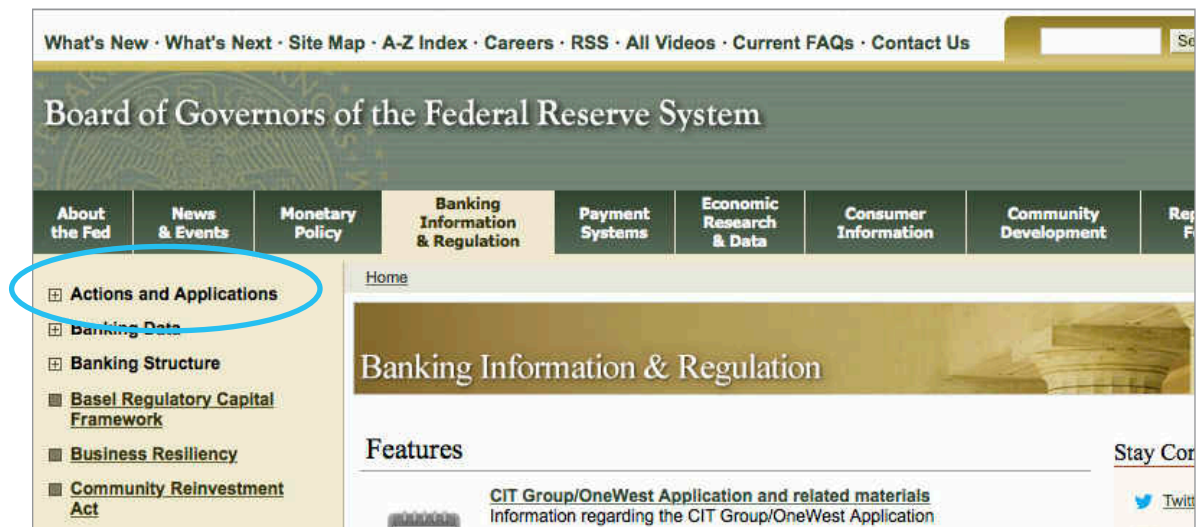 What's New · What's Next · Site Map · A-Z Index · Careers · RSS · All Videos · Current FAQs · Contact Us
Board of Governors of the Federal Reserve System
About the Fed
News & Events
Monetary Policy
Banking Information & Regulation
Payment Systems
Economic Research & Data
Consumer Information
Community Development
Home
Actions and Applications
Banking Data
Banking Structure
Basel Regulatory Capital
Framework
Business Resiliency
Community Reinvestment
Act
Banking Information & Regulation
Features
CIT Group/OneWest Application and related materials
Information regarding the CIT Group/OneWest Application
Stay